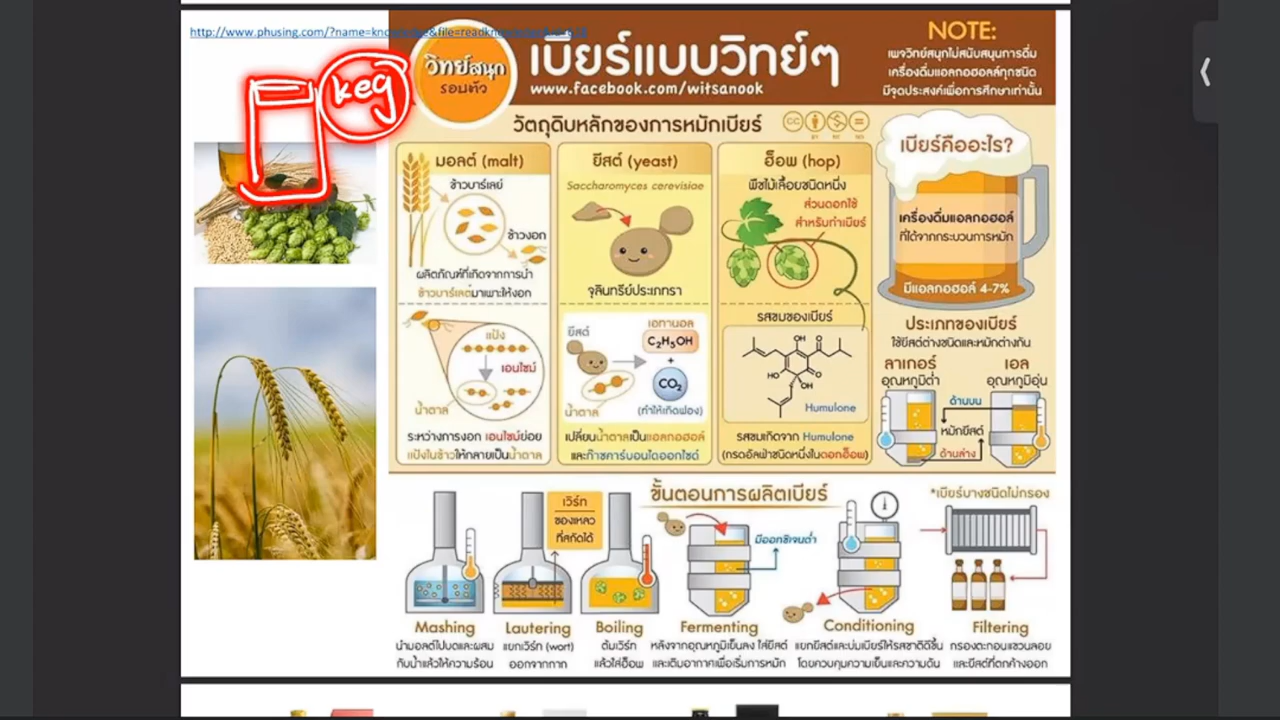 http://www.phusing.com/?name=knowledge&file=readknowledge&id=
keg
วิทย์สนุก
รอบตัว
เบียร์แบบวิทย์ๆ
www.facebook.com/witsanook
NOTE:
เพจวิทย์สนุกไม่สนับสนุนการดื่ม
เครื่องดื่มแอลกอฮอล์ทุกชนิด
มีจุดประสงค์เพื่อการศึกษาเท่านั้น
วัตถุดิบหลักของการหมักเบียร์
CC
มอลต์ (malt)
ข้าวบาร์เลย์
ข้าวงอก
ผลิตภัณฑ์ที่เกิดจากการนำ
ข้าวบาร์เลต์มาเพาะให้งอก
แป้ง
เอนไซม์
น้ำตาล
ระหว่างการงอก เอนไซม์ย่อย
แป้งในข้าวให้กลายเป็นน้ำตาล
ยีสต์ (yeast)
Saccharomyces cerevisiae
จุลินทรีย์ประเภทรา
ยีสต์
เอทานอล
C₂H₅OH
+
CO₂
น้ำตาล
(ทำให้เกิดฟอง)
เปลี่ยนน้ำตาลเป็นแอลกอฮอล์
และก๊าซคาร์บอนไดออกไซด์
ฮ็อพ (hop)
พืชไม้เลื้อยชนิดหนึ่ง
ส่วนดอกใช้
สำหรับทำเบียร์
รสขมของเบียร์
OH
HO
O
OH
O
Humulone
รสขมเกิดจาก Humulone
(กรดอัลฟ่าชนิดหนึ่งในดอกฮ็อพ)
เบียร์คืออะไร?
เครื่องดื่มแอลกอฮอล์
ที่ได้จากกระบวนการหมัก
มีแอลกอฮอล์ 4-7%
ประเภทของเบียร์
ใช้ยีสต์ต่างชนิดและหมักต่างกัน
ลาเกอร์
อุณหภูมิต่ำ
เอล
อุณหภูมิอุ่น
ด้านบน
หมักยีสต์
ด้านล่าง
ขั้นตอนการผลิตเบียร์
*เบียร์บางชนิดไม่กรอง
เวิร์ท
ของเหลว
ที่สกัดได้
มีออกซิเจนต่ำ
Mashing
นำมอลต์ไปบดและผสม
กับน้ำแล้วให้ความร้อน
Lautering
แยกเวิร์ท (wort)
ออกจากกาก
Boiling
ต้มเวิร์ท
แล้วใส่ฮ็อพ
Fermenting
หลังจากอุณหภูมิเย็นลง ใส่ยีสต์
และเติมอากาศเพื่อเริ่มการหมัก
Conditioning
แยกยีสต์และบ่มเบียร์ให้รสชาติดีขึ้น
โดยควบคุมความเย็นและความดัน
Filtering
กรองตะกอนแขวนลอย
และยีสต์ที่ตกค้างออก